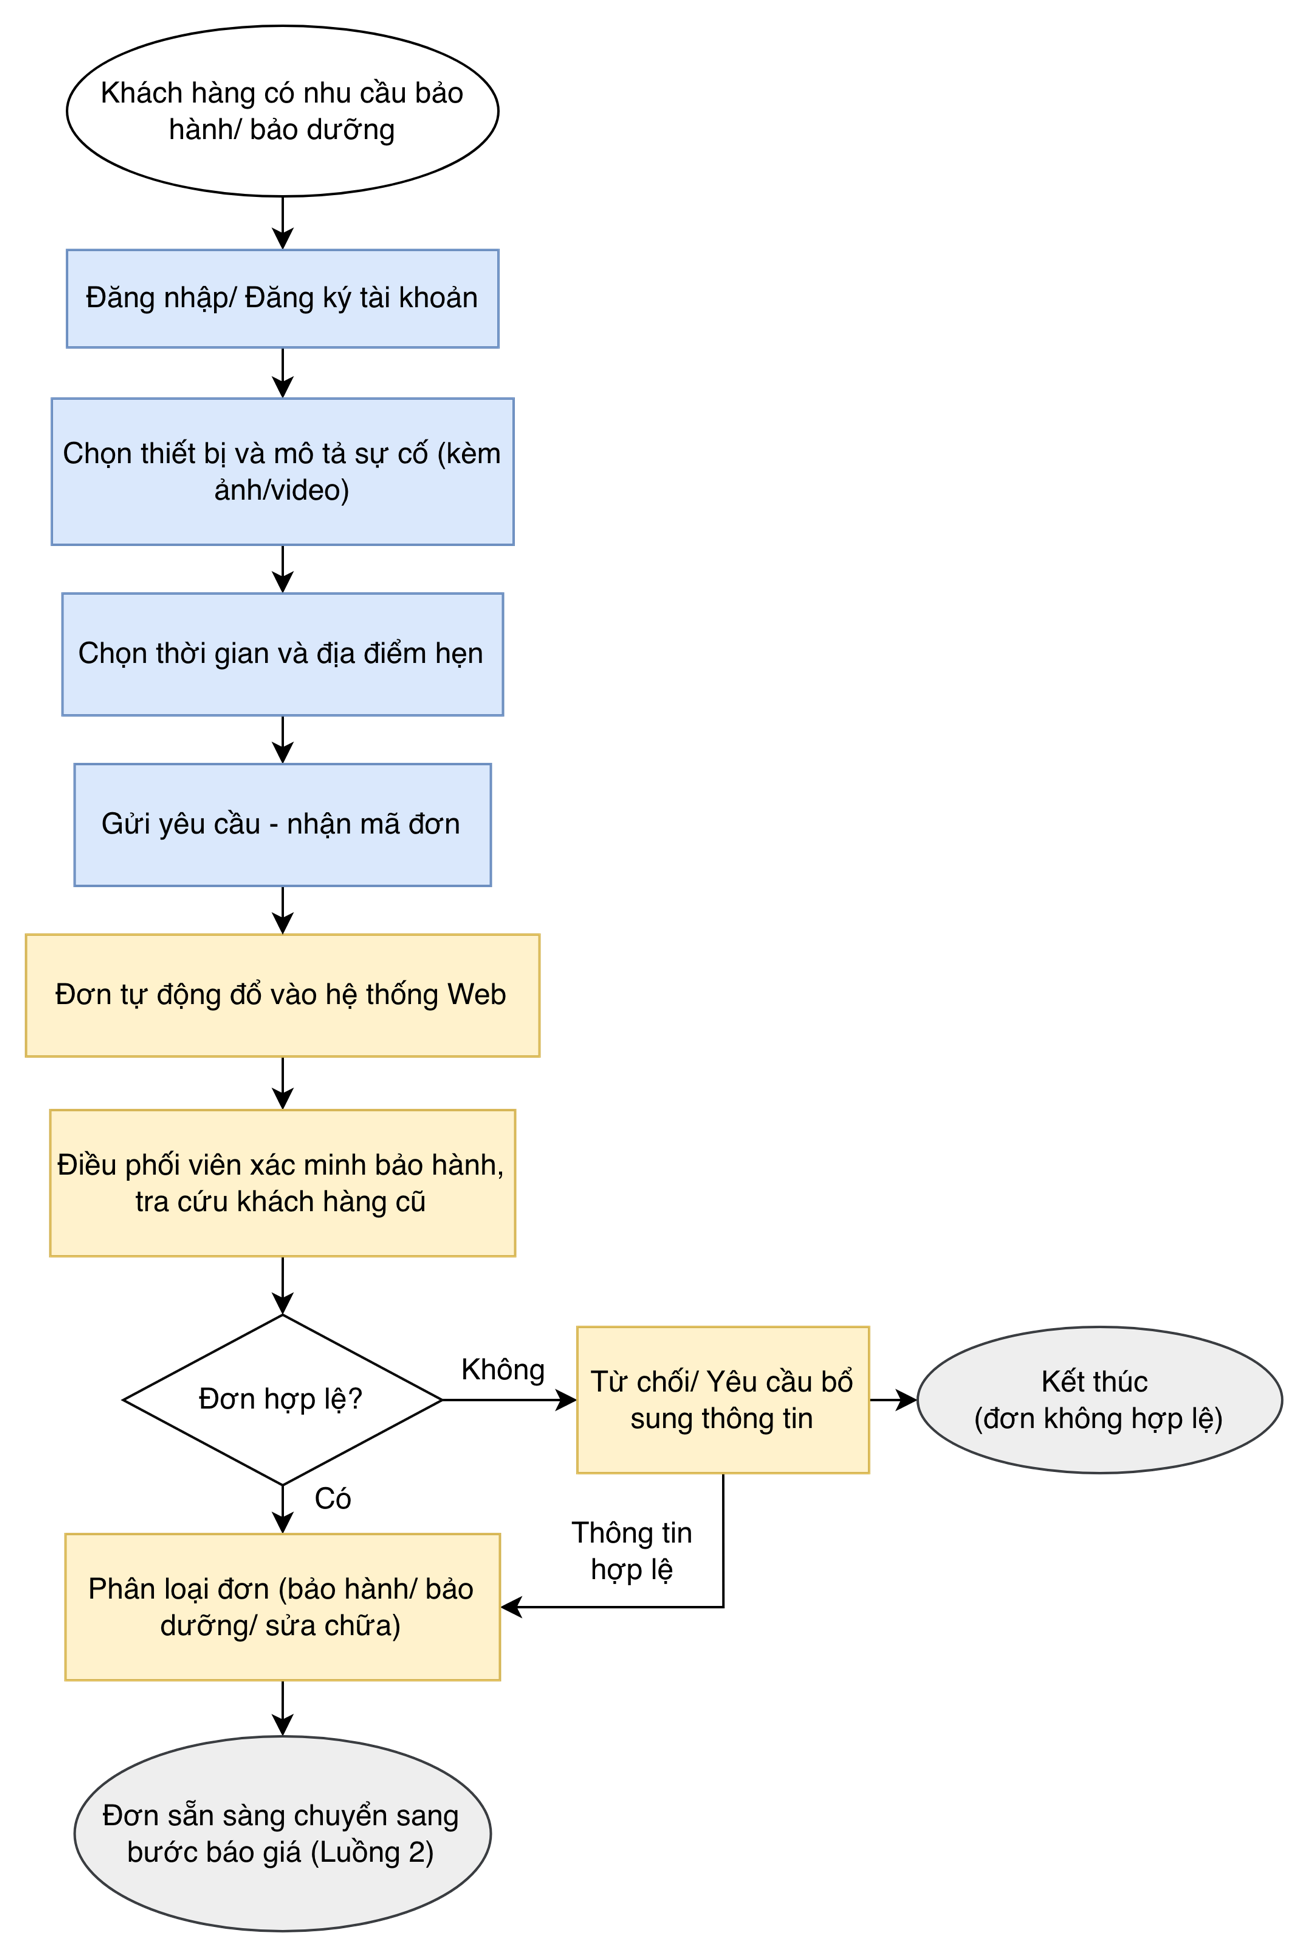 Khách hàng có nhu cầu bảo
hành/ bảo dưỡng
Đăng nhập/ Đăng ký tài khoản
Chọn thiết bị và mô tả sự cố (kèm
ảnh/video)
Chọn thời gian và địa điểm hẹn
Gửi yêu cầu - nhận mã đơn
Đơn tự động đổ vào hệ thống Web
Điều phối viên xác minh bảo hành,
tra cứu khách hàng cũ
Đơn hợp lệ?
Không
Từ chối/ Yêu cầu bổ
sung thông tin
Kết thúc
(đơn không hợp lệ)
Có
Thông tin
hợp lệ
Phân loại đơn (bảo hành/ bảo
dưỡng/ sửa chữa)
Đơn sẵn sàng chuyển sang
bước báo giá (Luồng 2)